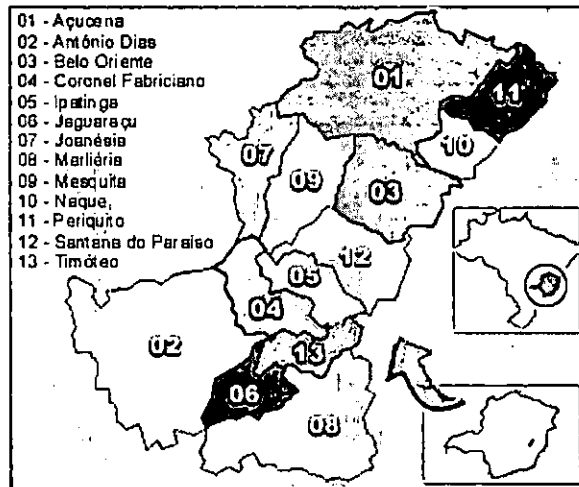 01 - Açucena
02 - Antônio Dias
03 - Belo Oriente
04 - Coronel Fabriciano
05 - Ipatinga
06 - Jaguaraçu
07 - Joanésia
08 - Marliéria
09 - Mesquita
10 - Naque
11 - Periquito
12 - Santana do Paraíso
13 - Timóteo
01
11
10
07
09
03
12
05
04
02
13
06
08